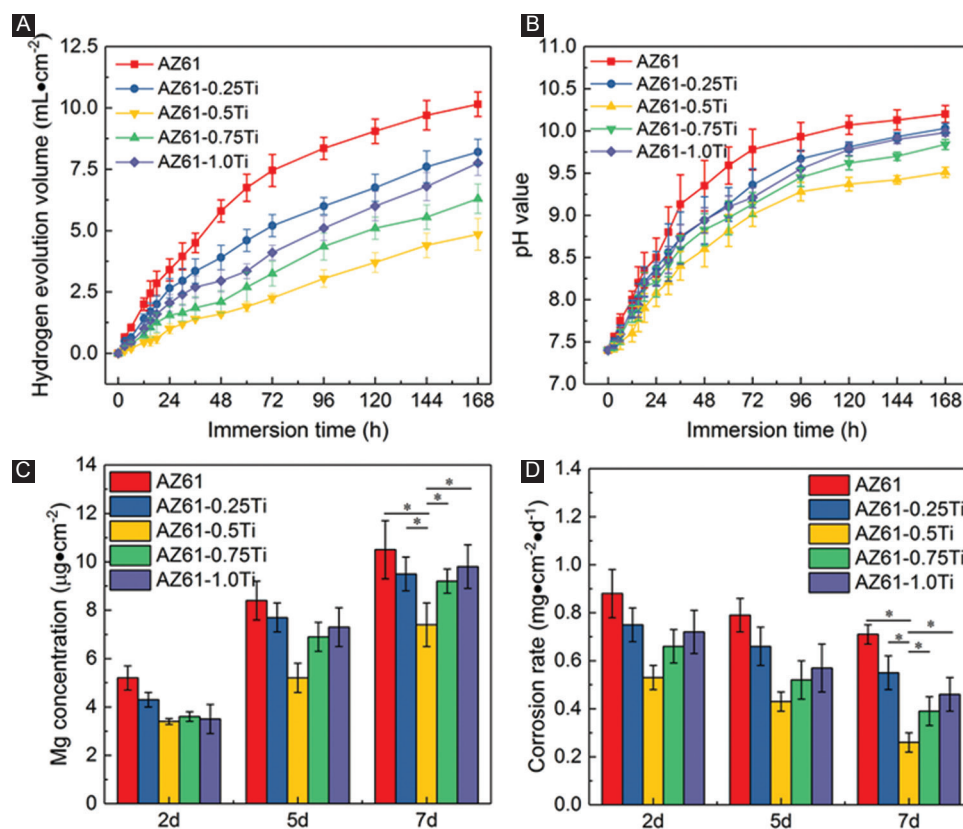 A
Hydrogen evolution volume (mL•cm-2)
12.5
10.0
7.5
5.0
2.5
0.0
AZ61
AZ61-0.25Ti
AZ61-0.5Ti
AZ61-0.75Ti
AZ61-1.0Ti
0 24 48 72 96 120 144 168
Immersion time (h)
B
pH value
11.0
10.5
10.0
9.5
9.0
8.5
8.0
7.5
7.0
AZ61
AZ61-0.25Ti
AZ61-0.5Ti
AZ61-0.75Ti
AZ61-1.0Ti
0 24 48 72 96 120 144 168
Immersion time (h)
C
Mg concentration (μg•cm-2)
14
12
10
8
6
4
2
0
AZ61
AZ61-0.25Ti
AZ61-0.5Ti
AZ61-0.75Ti
AZ61-1.0Ti
* *
* *
2d 5d 7d
D
Corrosion rate (mg•cm-2•d-1)
1.4
1.2
1.0
0.8
0.6
0.4
0.2
0.0
AZ61
AZ61-0.25Ti
AZ61-0.5Ti
AZ61-0.75Ti
AZ61-1.0Ti
* *
* *
2d 5d 7d